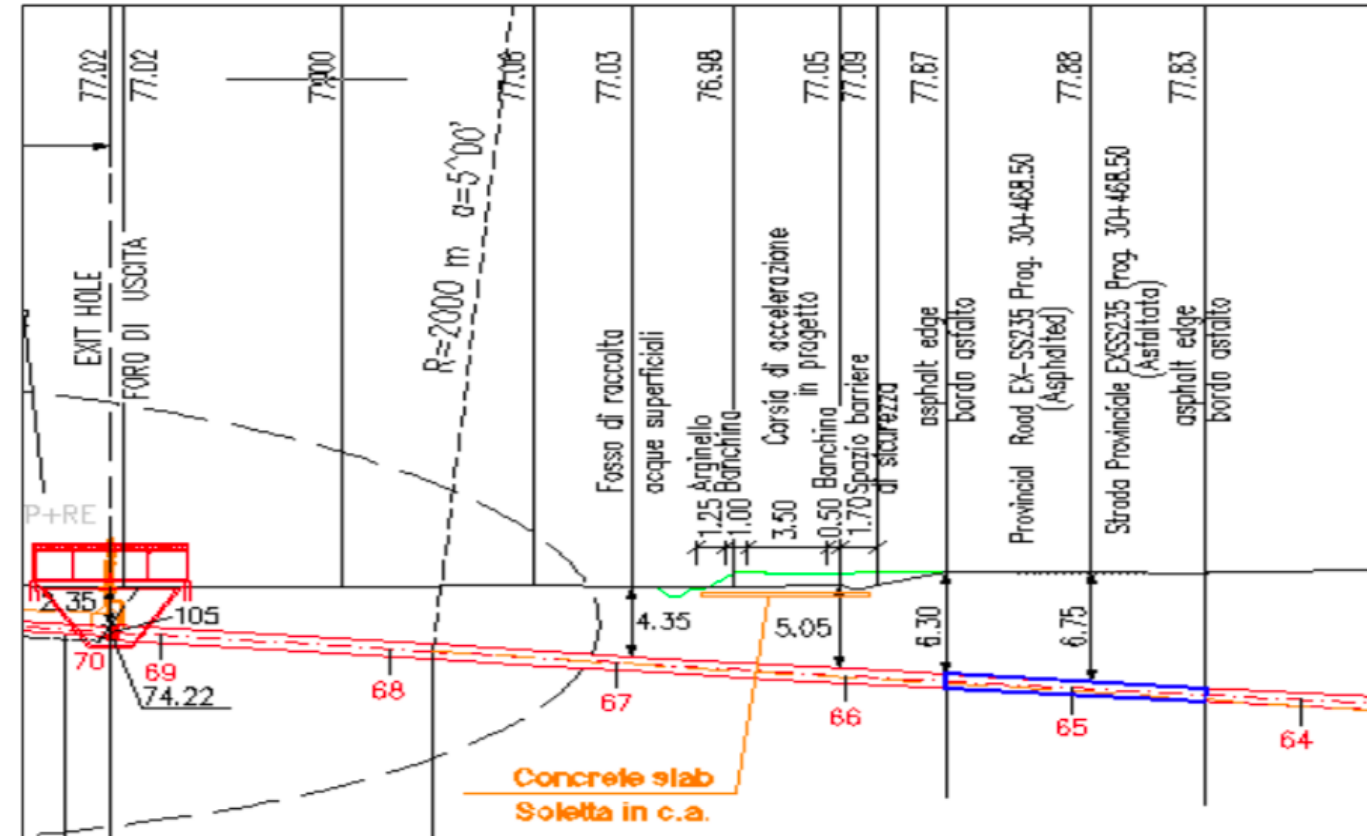 77.02
77.02
77.03
76.98
77.05
77.09
77.87
77.88
77.83
EXIT HOLE
FORO DI USCITA
R=2000 m a=5^00'
Fosso di raccolta
acque superficiali
1.25 Arginello
1.00 Banchina
3.50
Corsia di accelerazione
in progetto
0.50 Banchina
1.70 Spazio barriere
di sicurezza
asphalt edge
bordo asfalto
Provincial Road EX-SS235 Prog. 30+468.50
(Asphalted)
Strada Provinciale EXSS235 Prog. 30+468.50
(Asfaltata)
asphalt edge
bordo asfalto
P+RE
2.35
105
74.22
4.35
5.05
6.30
6.75
70
69
68
67
66
65
64
Concrete slab
Soletta in c.a.